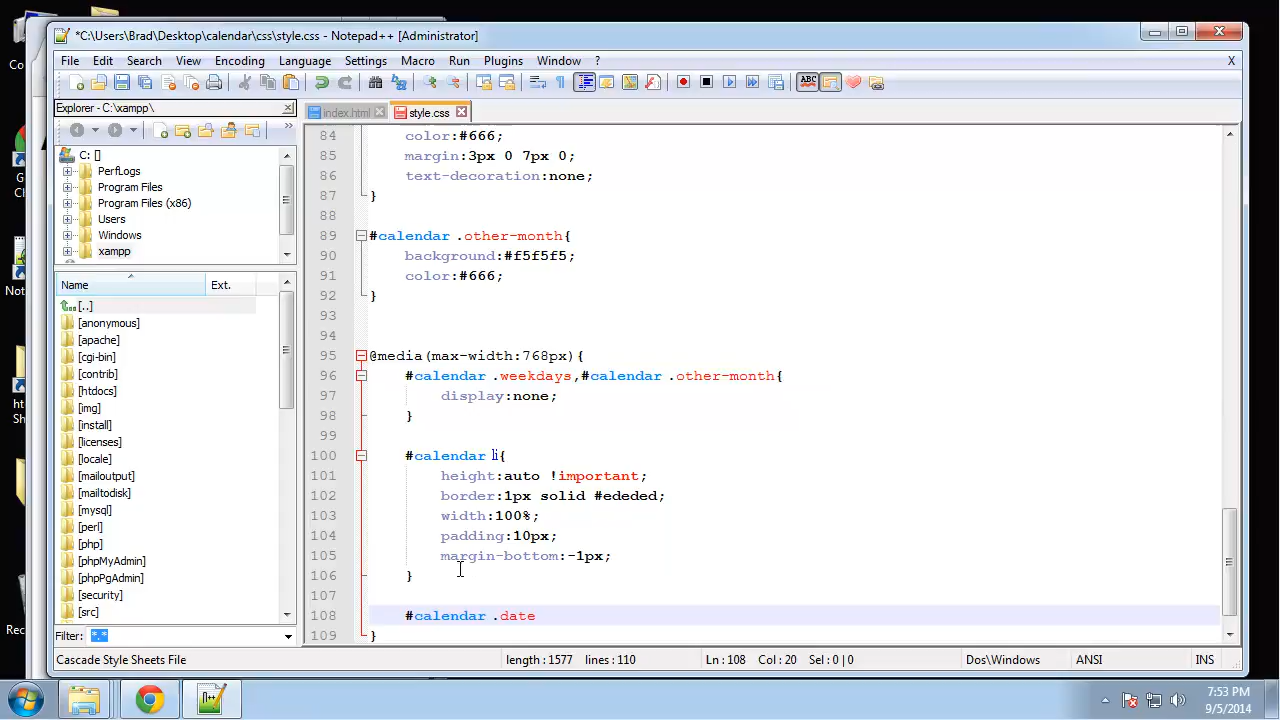 *C:\Users\Brad\Desktop\calendar\css\style.css - Notepad++ [Administrator]
File Edit Search View Encoding Language Settings Macro Run Plugins Window ? X
Explorer - C:\xampp\
index.html style.css
C: []
PerfLogs
Program Files
Program Files (x86)
Users
Windows
xampp
Name Ext.
[..]
[anonymous]
[apache]
[cgi-bin]
[contrib]
[htdocs]
[img]
[install]
[licenses]
[locale]
[mailoutput]
[mailtodisk]
[mysql]
[perl]
[php]
[phpMyAdmin]
[phpPgAdmin]
[security]
[src]
Filter: *.*
84 color:#666;
85 margin:3px 0 7px 0;
86 text-decoration:none;
87 }
88
89 #calendar .other-month{
90 background:#f5f5f5;
91 color:#666;
92 }
93
94
95 @media(max-width:768px){
96 #calendar .weekdays,#calendar .other-month{
97 display:none;
98 }
99
100 #calendar li{
101 height:auto !important;
102 border:1px solid #ededed;
103 width:100%;
104 padding:10px;
105 margin-bottom:-1px;
106 }
107
108 #calendar .date
109 }
Cascade Style Sheets File length : 1577 lines : 110 Ln : 108 Col : 20 Sel : 0 | 0 Dos\Windows ANSI INS
7:53 PM
9/5/2014